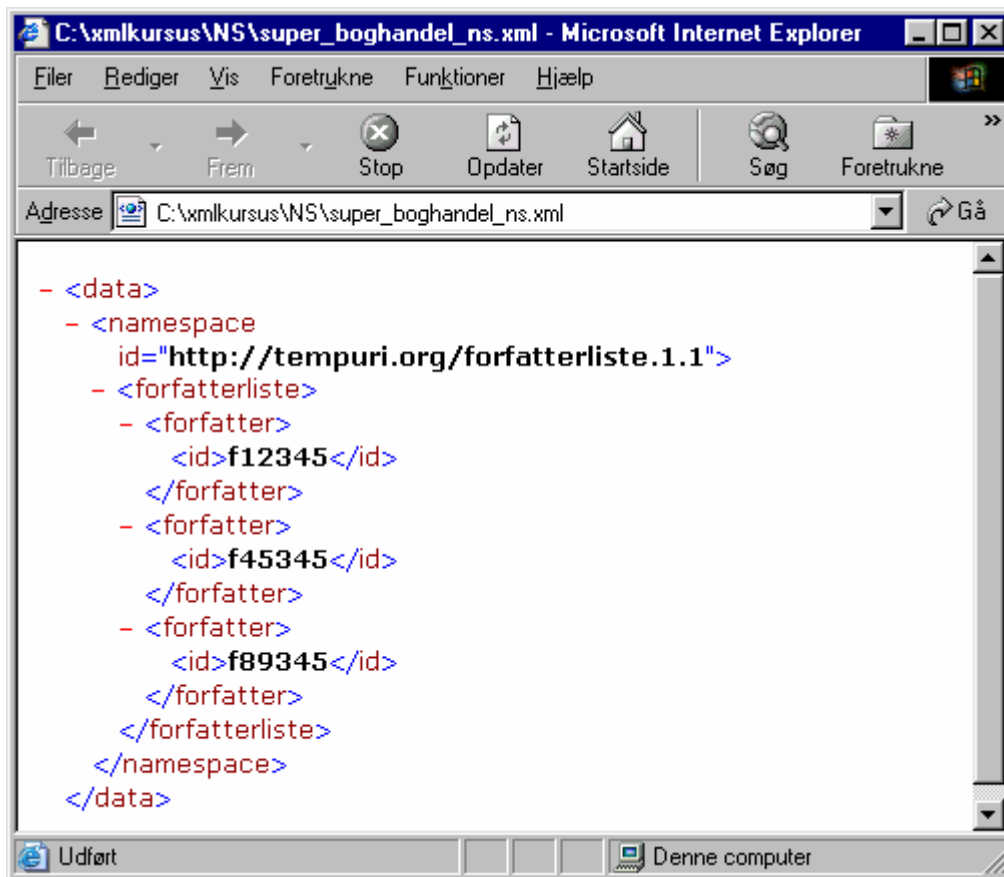 C:\xmlkursus\NS\super_boghandel_ns.xml - Microsoft Internet Explorer
Filer Rediger Vis Foretrukne Funktioner Hjælp
Tilbage Frem Stop Opdater Startside Søg Foretrukne »
Adresse C:\xmlkursus\NS\super_boghandel_ns.xml Gå
- <data>
- <namespace
id="http://tempuri.org/forfatterliste.1.1">
- <forfatterliste>
- <forfatter>
<id>f12345</id>
</forfatter>
- <forfatter>
<id>f45345</id>
</forfatter>
- <forfatter>
<id>f89345</id>
</forfatter>
</forfatterliste>
</namespace>
</data>
Udført Denne computer